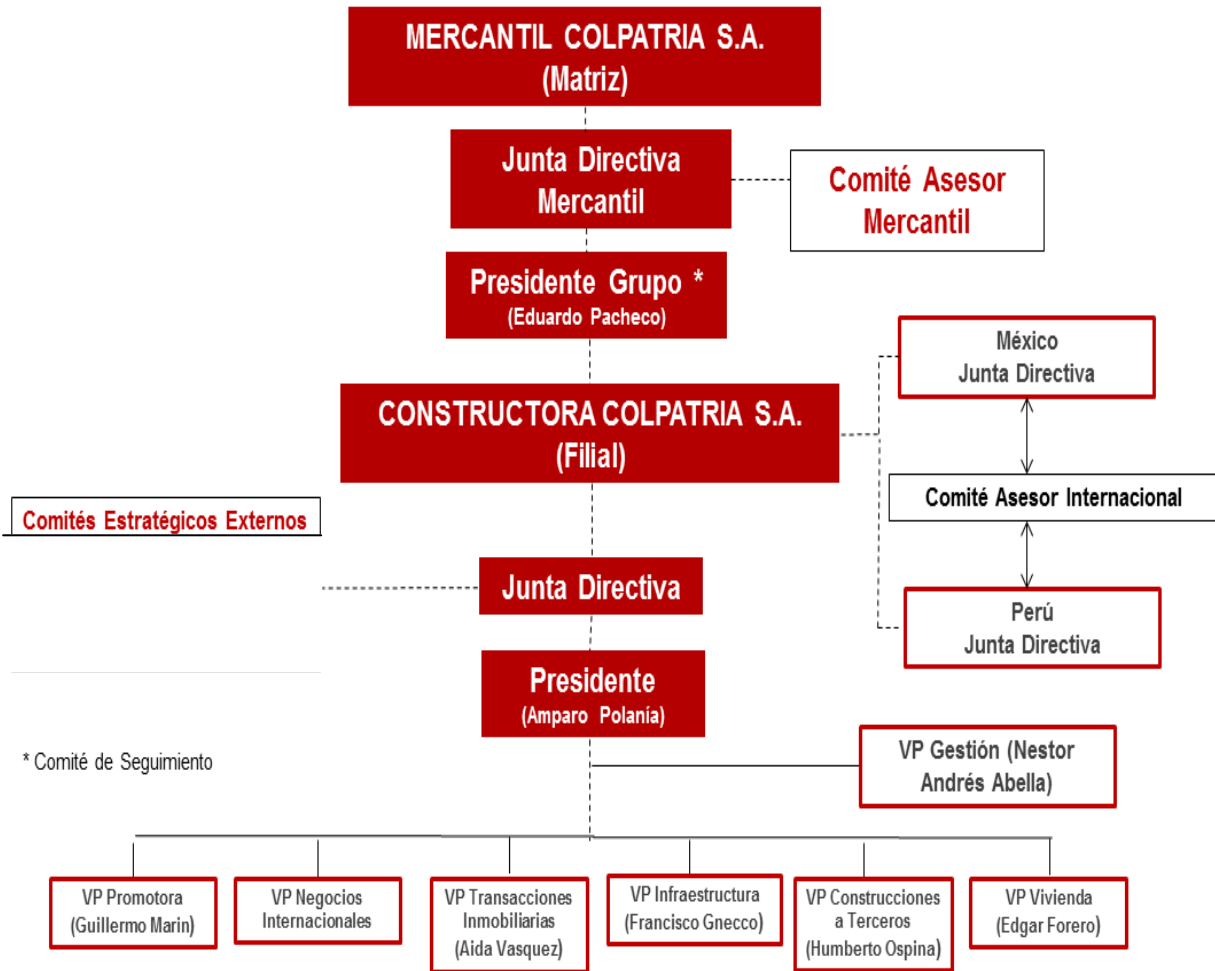 MERCANTIL COLPATRIA S.A.
(Matriz)
Junta Directiva
Mercantil
Comité Asesor
Mercantil
Presidente Grupo *
(Eduardo Pacheco)
México
Junta Directiva
CONSTRUCTORA COLPATRIA S.A.
(Filial)
Comité Asesor Internacional
Comités Estratégicos Externos
Junta Directiva
Perú
Junta Directiva
Presidente
(Amparo Polanía)
* Comité de Seguimiento
VP Gestión (Nestor
Andrés Abella)
VP Promotora
(Guillermo Marin)
VP Negocios
Internacionales
VP Transacciones
Inmobiliarias
(Aida Vasquez)
VP Infraestructura
(Francisco Gnecco)
VP Construcciones
a Terceros
(Humberto Ospina)
VP Vivienda
(Edgar Forero)